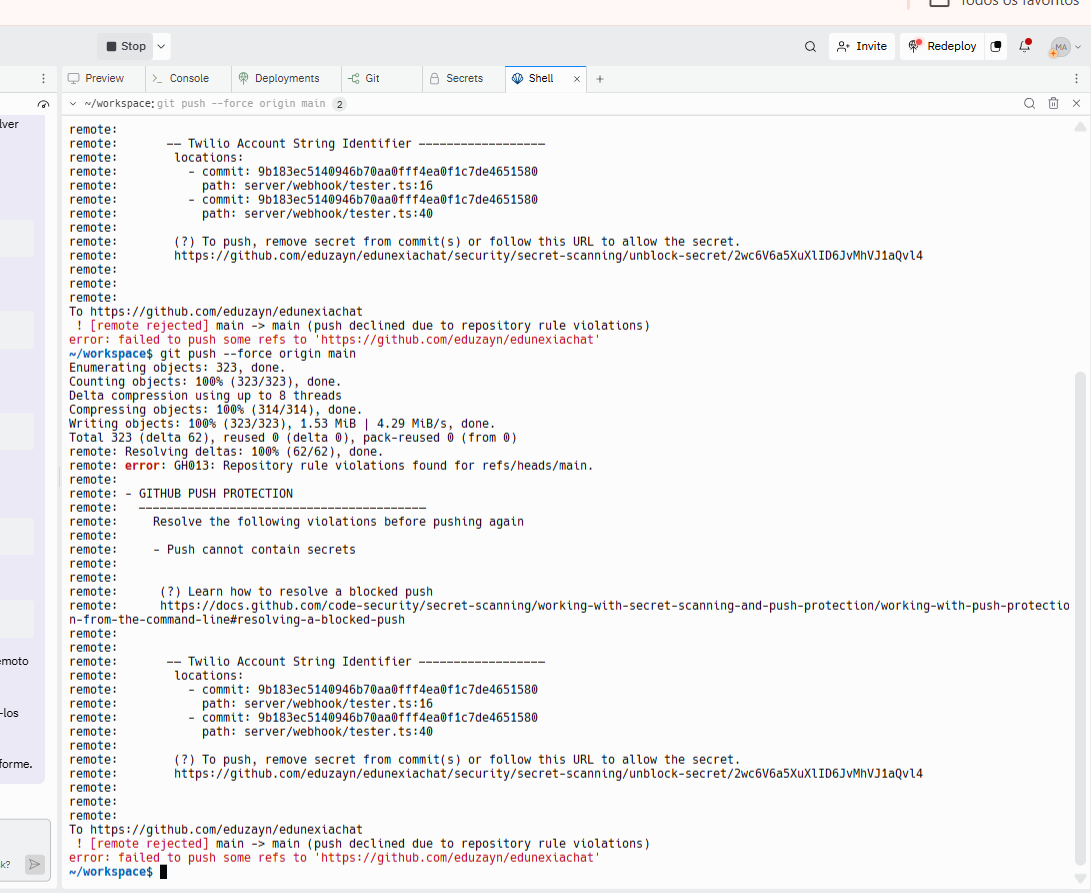 Todos os favoritos
Stop
Invite
Redeploy
MA
Preview
Console
Deployments
Git
Secrets
Shell
~/workspace: git push --force origin main 2
lver
emoto
-los
forme.
k?
remote:
remote:       —— Twilio Account String Identifier ——————————————————
remote:        locations:
remote:          - commit: 9b183ec5140946b70aa0fff4ea0f1c7de4651580
remote:            path: server/webhook/tester.ts:16
remote:          - commit: 9b183ec5140946b70aa0fff4ea0f1c7de4651580
remote:            path: server/webhook/tester.ts:40
remote:
remote:        (?) To push, remove secret from commit(s) or follow this URL to allow the secret.
remote:        https://github.com/eduzayn/edunexiachat/security/secret-scanning/unblock-secret/2wc6V6a5XuXlID6JvMhVJ1aQvl4
remote:
remote:
remote:
To https://github.com/eduzayn/edunexiachat
 ! [remote rejected] main -> main (push declined due to repository rule violations)
error: failed to push some refs to 'https://github.com/eduzayn/edunexiachat'
~/workspace$ git push --force origin main
Enumerating objects: 323, done.
Counting objects: 100% (323/323), done.
Delta compression using up to 8 threads
Compressing objects: 100% (314/314), done.
Writing objects: 100% (323/323), 1.53 MiB | 4.29 MiB/s, done.
Total 323 (delta 62), reused 0 (delta 0), pack-reused 0 (from 0)
remote: Resolving deltas: 100% (62/62), done.
remote: error: GH013: Repository rule violations found for refs/heads/main.
remote:
remote: - GITHUB PUSH PROTECTION
remote:   —————————————————————————————————————————
remote:     Resolve the following violations before pushing again
remote:
remote:     - Push cannot contain secrets
remote:
remote:
remote:      (?) Learn how to resolve a blocked push
remote:      https://docs.github.com/code-security/secret-scanning/working-with-secret-scanning-and-push-protection/working-with-push-protectio
n-from-the-command-line#resolving-a-blocked-push
remote:
remote:
remote:       —— Twilio Account String Identifier ——————————————————
remote:        locations:
remote:          - commit: 9b183ec5140946b70aa0fff4ea0f1c7de4651580
remote:            path: server/webhook/tester.ts:16
remote:          - commit: 9b183ec5140946b70aa0fff4ea0f1c7de4651580
remote:            path: server/webhook/tester.ts:40
remote:
remote:        (?) To push, remove secret from commit(s) or follow this URL to allow the secret.
remote:        https://github.com/eduzayn/edunexiachat/security/secret-scanning/unblock-secret/2wc6V6a5XuXlID6JvMhVJ1aQvl4
remote:
remote:
remote:
To https://github.com/eduzayn/edunexiachat
 ! [remote rejected] main -> main (push declined due to repository rule violations)
error: failed to push some refs to 'https://github.com/eduzayn/edunexiachat'
~/workspace$